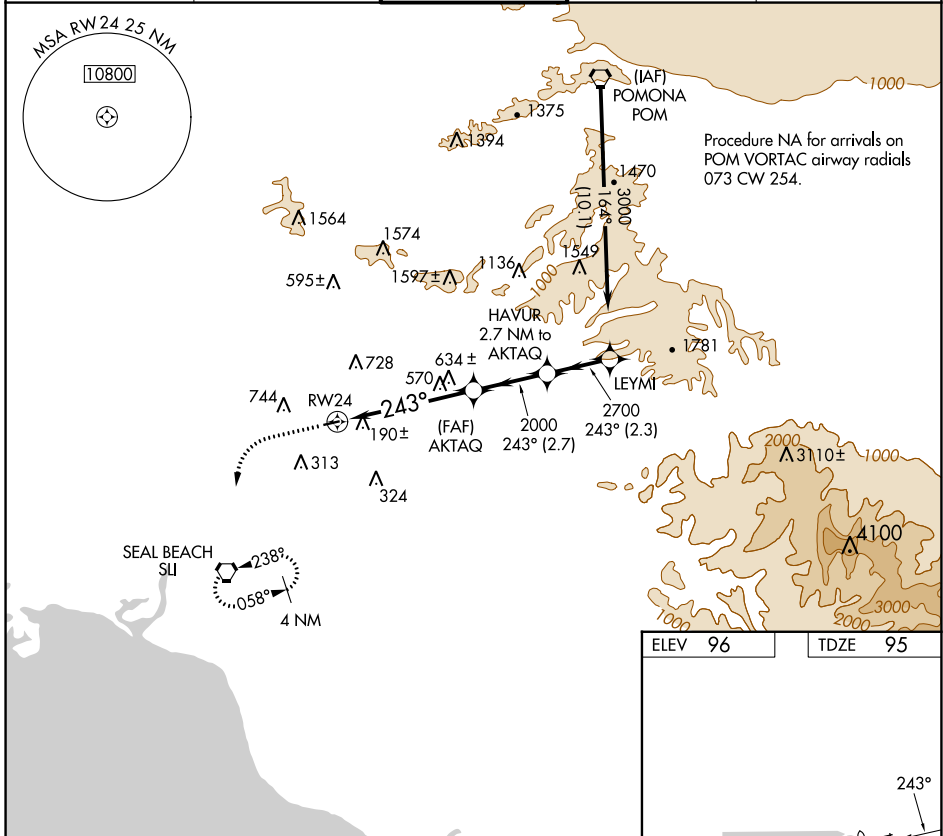 MSA RW 24 25 NM
10800
(IAF)
POMONA
POM
1000
1375
1394
Procedure NA for arrivals on
POM VORTAC airway radials
073 CW 254.
1470
3000
164°
(10.1)
1564
1574
1136
1549
595±
1597±
1000
HAVUR
2.7 NM to
AKTAQ
1781
728
634±
570
LEYMI
744
RW24
243°
190±
(FAF)
AKTAQ
2000
243° (2.7)
2700
243° (2.3)
313
324
2000
3110±
1000
4100
SEAL BEACH
SLI
238°
058°
4 NM
3000
2000
1000
ELEV 96
TDZE 95
243°